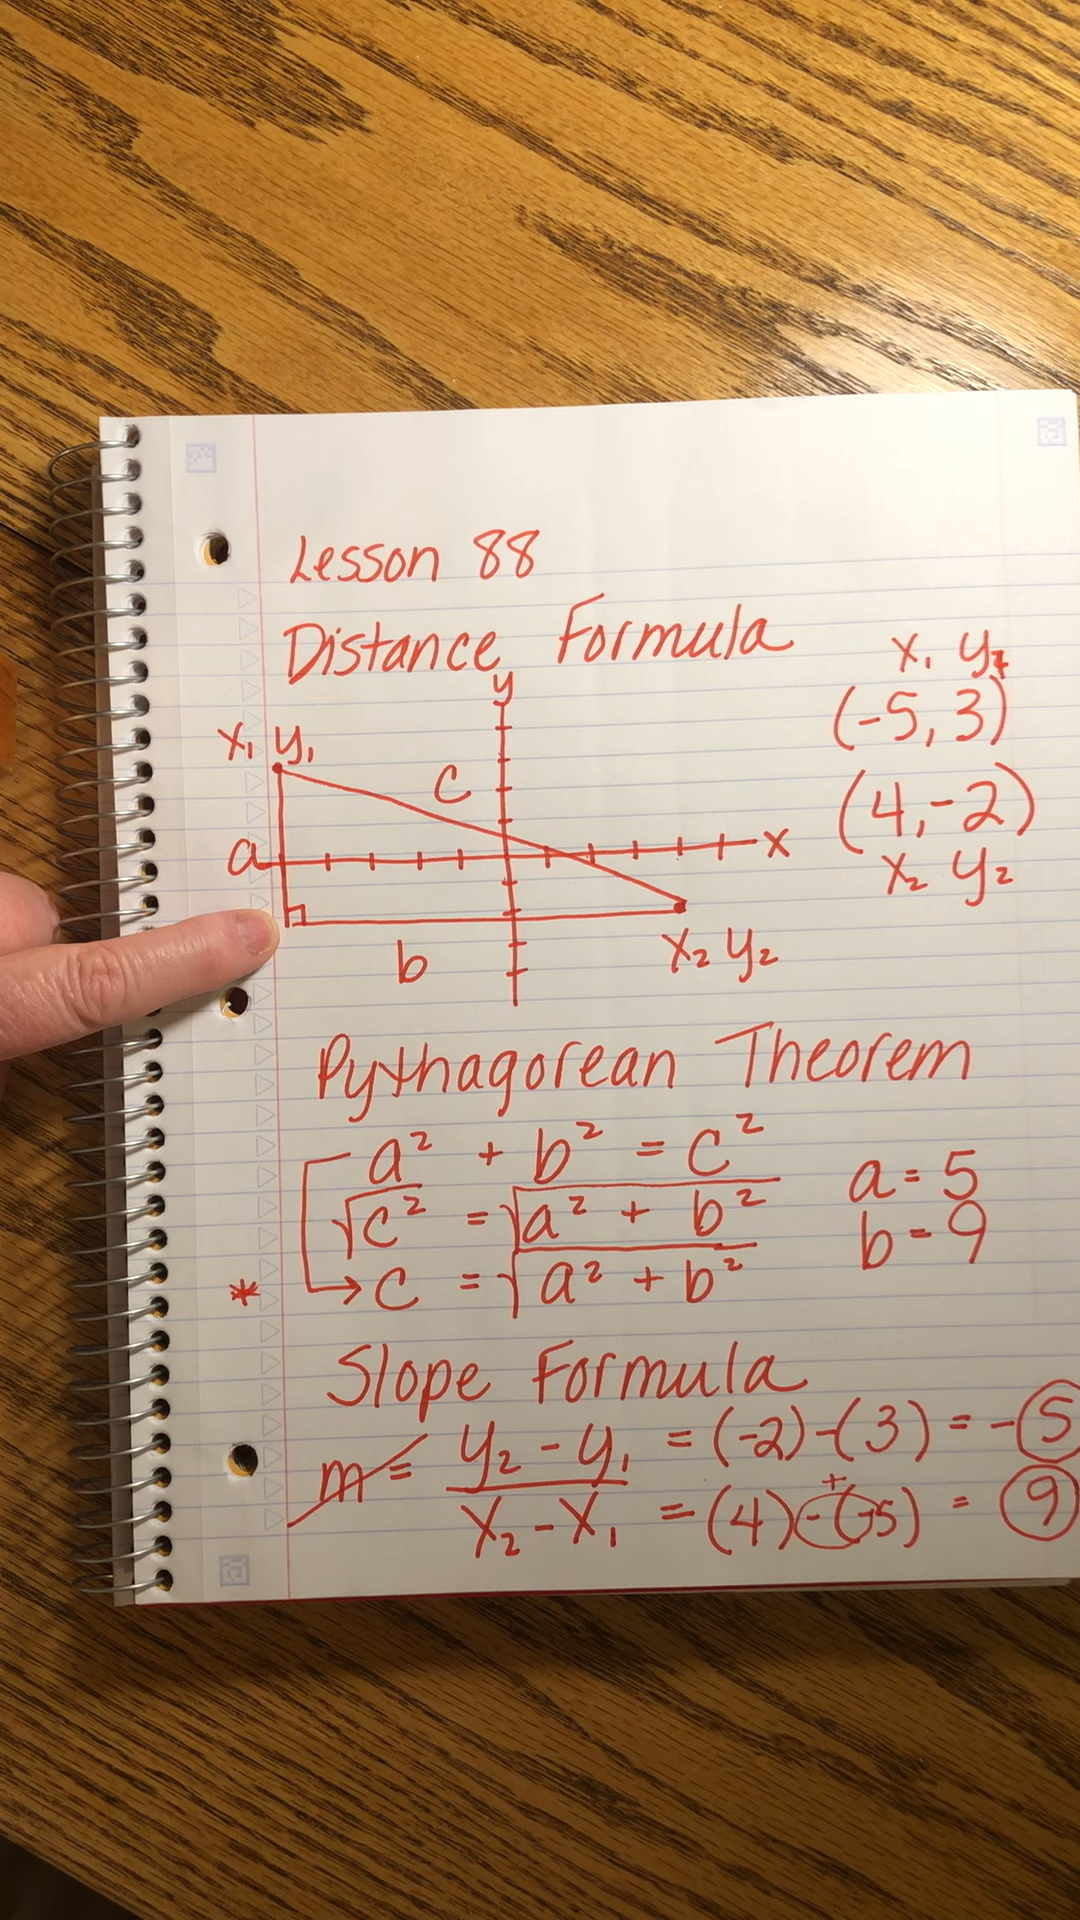 Lesson 88
Distance Formula
x₁ y₁
(-5, 3)
(4, -2)
x₂ y₂
y
x₁ y₁
c
a
x
b
x₂ y₂
Pythagorean Theorem
a² + b² = c²
√c² = √a² + b²
* → c = √a² + b²
a = 5
b = 9
Slope Formula
m = y₂ - y₁ = (-2) - (3) = -5
x₂ - x₁ = (4) - + (-5) = 9